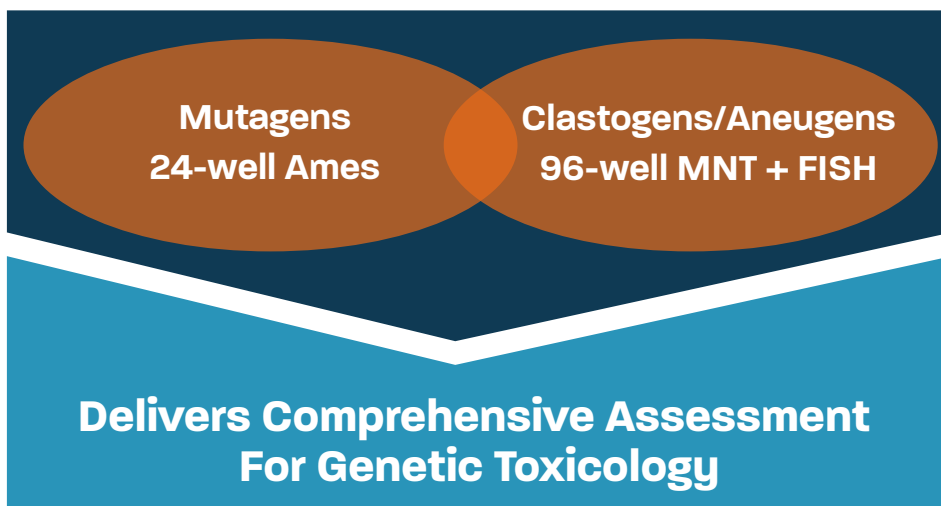 Mutagens
24-well Ames
Clastogens/Aneugens
96-well MNT + FISH
Delivers Comprehensive Assessment
For Genetic Toxicology